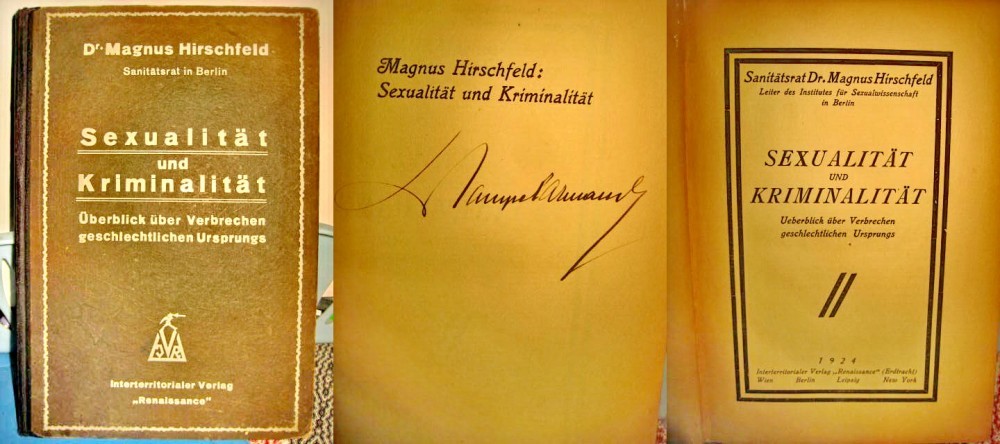 Dr. Magnus Hirschfeld
Sanitätsrat in Berlin
Sexualität
und
Kriminalität
Überblick über Verbrechen
geschlechtlichen Ursprungs
Interterritorialer Verlag
„Renaissance"
Magnus Hirschfeld:
Sexualität und Kriminalität
Sanitätsrat Dr. Magnus Hirschfeld
Leiter des Institutes für Sexualwissenschaft
in Berlin
SEXUALITÄT
UND
KRIMINALITÄT
Ueberblick über Verbrechen
geschlechtlichen Ursprungs
1924
Interterritorialer Verlag „Renaissance" (Erdtracht)
Wien Berlin Leipzig New York